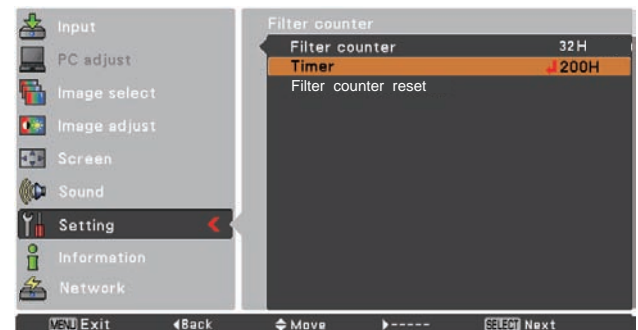 Input
PC adjust
Image select
Image adjust
Screen
Sound
Setting
Information
Network
Filter counter
Filter counter 32H
Timer 200H
Filter counter reset
MENU Exit ◀Back Move ▶----- SELECT Next